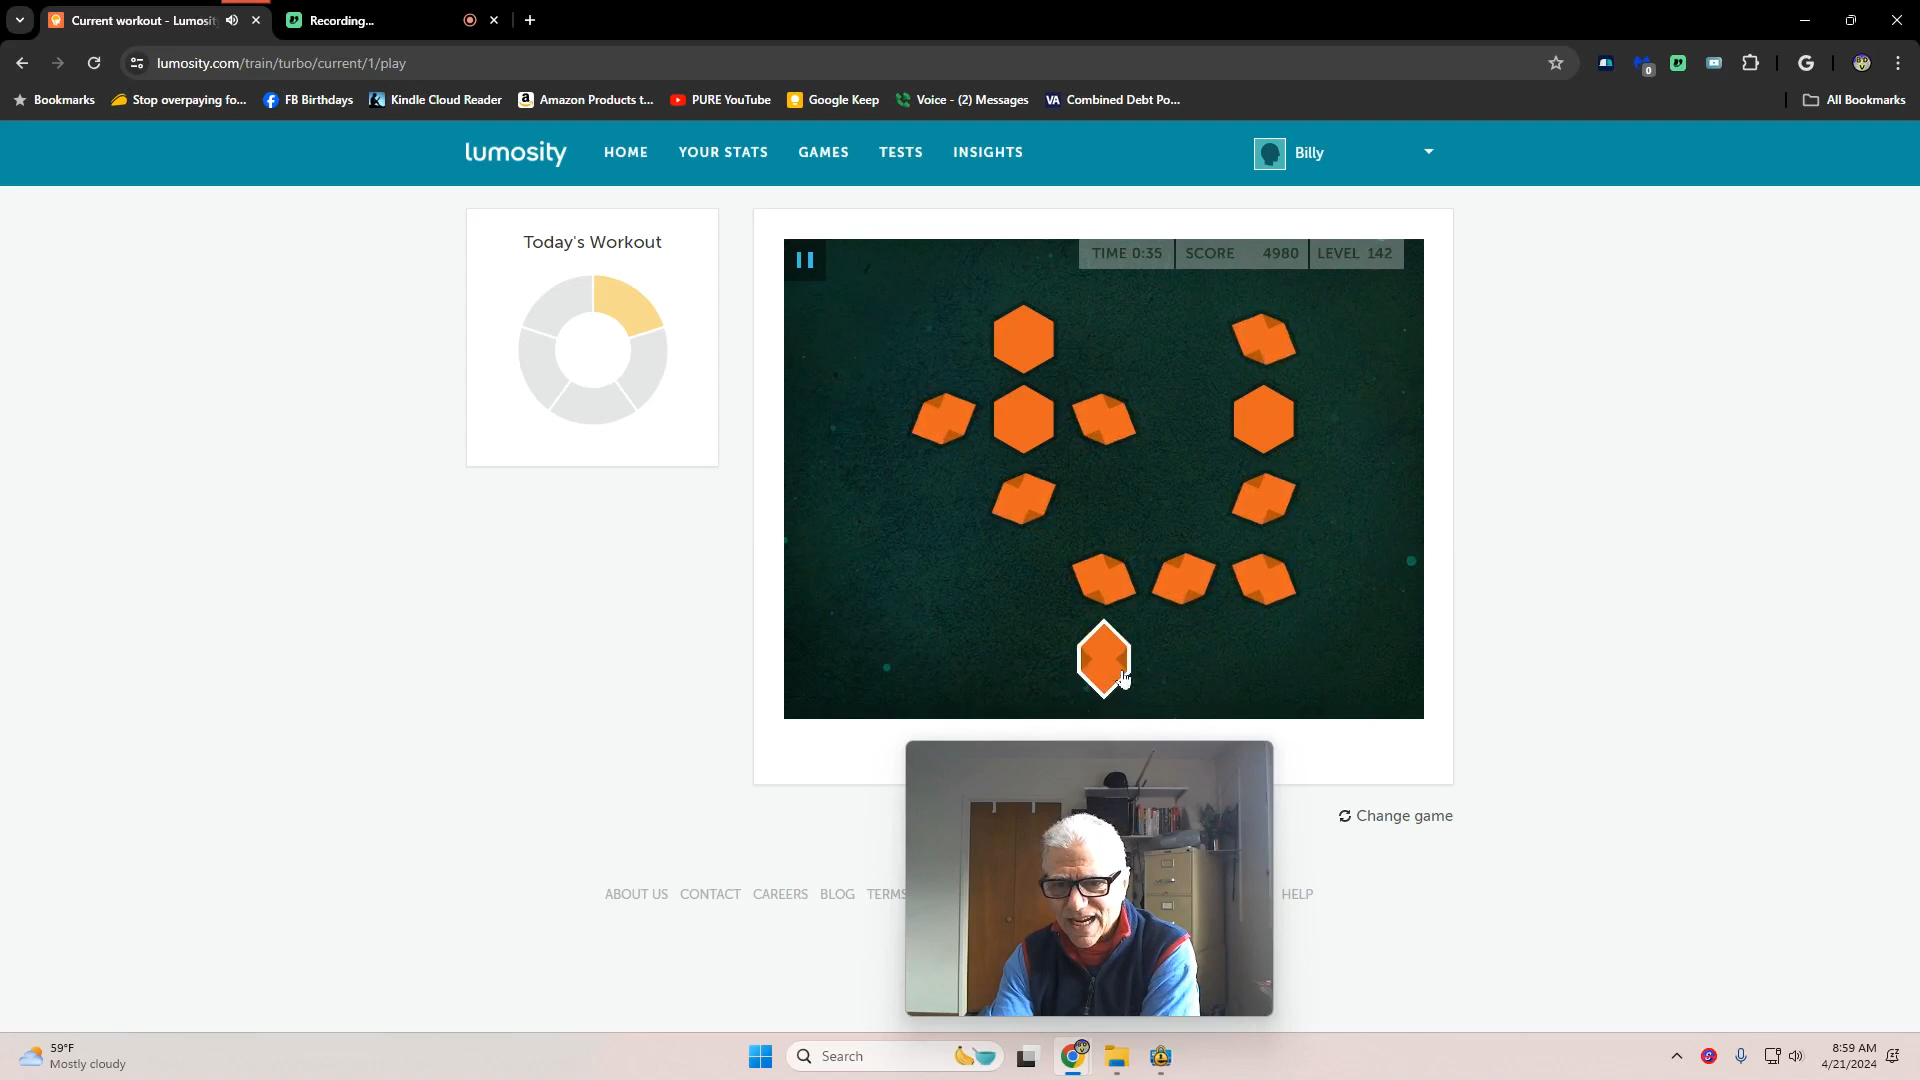 Current workout - Lumosit
Recording...
lumosity.com/train/turbo/current/1/play
0
Bookmarks
Stop overpaying fo...
FB Birthdays
Kindle Cloud Reader
Amazon Products t...
PURE YouTube
Google Keep
Voice - (2) Messages
VA Combined Debt Po...
All Bookmarks
lumosity
HOME
YOUR STATS
GAMES
TESTS
INSIGHTS
Billy
Today's Workout
TIME 0:35
SCORE 4980
LEVEL 142
Change game
ABOUT US
CONTACT
CAREERS
BLOG
TERMS
HELP
59°F
Mostly cloudy
Search
8:59 AM
4/21/2024